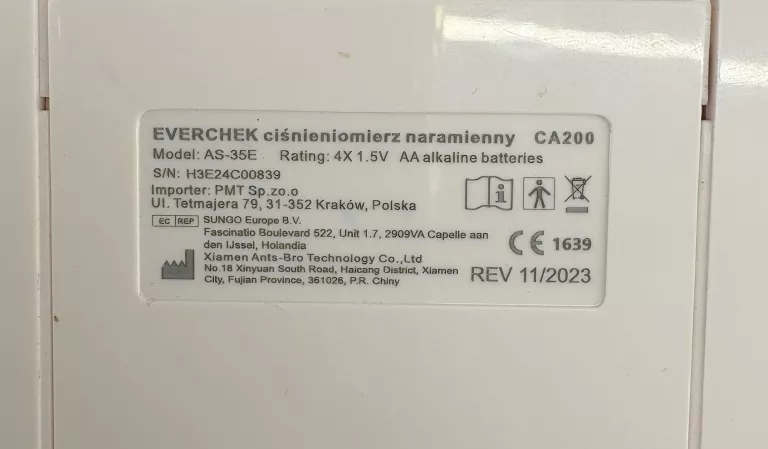 EVERCHEK ciśnieniomierz naramienny CA200
Model: AS-35E Rating: 4X 1.5V AA alkaline batteries
S/N: H3E24C00839
Importer: PMT Sp.zo.o
Ul. Tetmajera 79, 31-352 Kraków, Polska
EC REP SUNGO Europe B.V.
Fascinatio Boulevard 522, Unit 1.7, 2909VA Capelle aan
den IJssel, Holandia
CE 1639
Xiamen Ants-Bro Technology Co.,Ltd
No.18 Xinyuan South Road, Haicang District, Xiamen
City, Fujian Province, 361026, P.R. Chiny
REV 11/2023